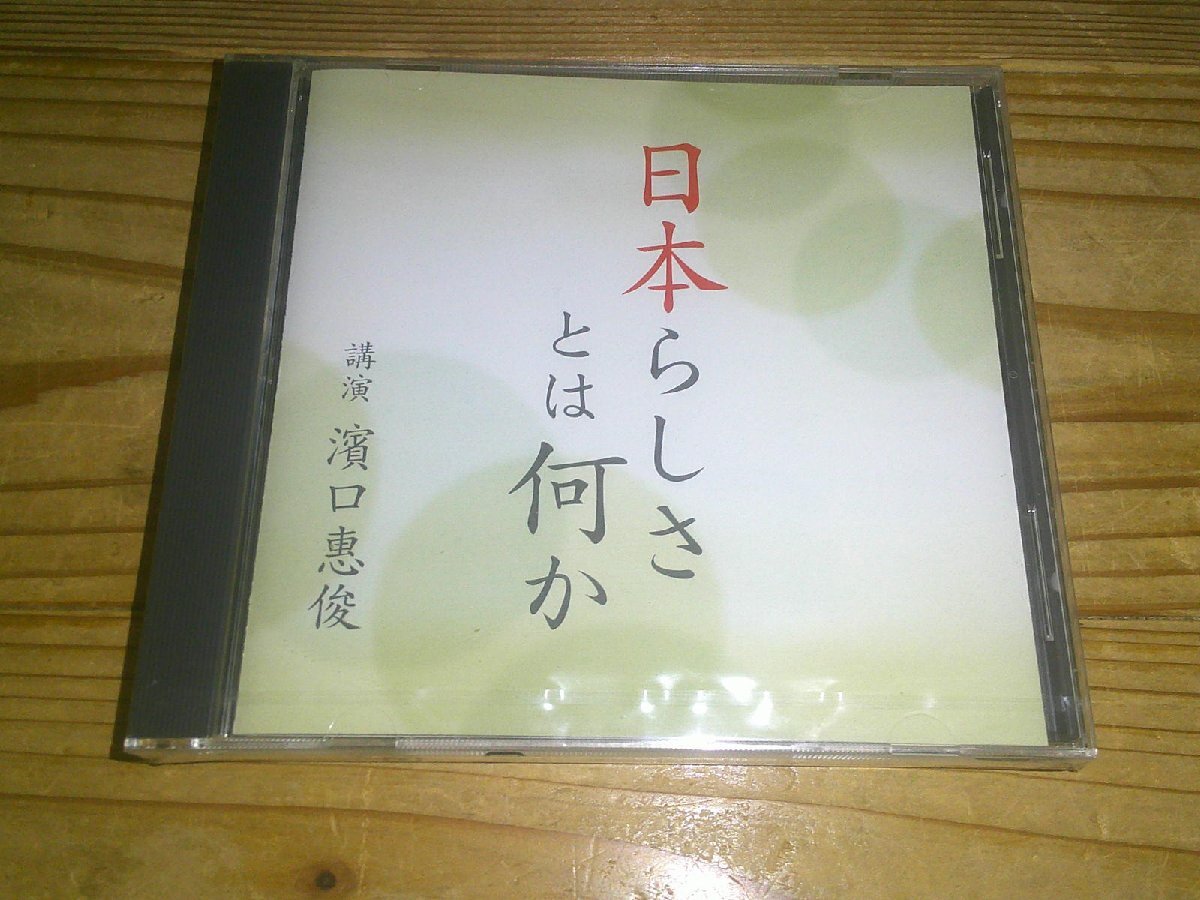 日本らしさ
とは何か
講演 濱口惠俊